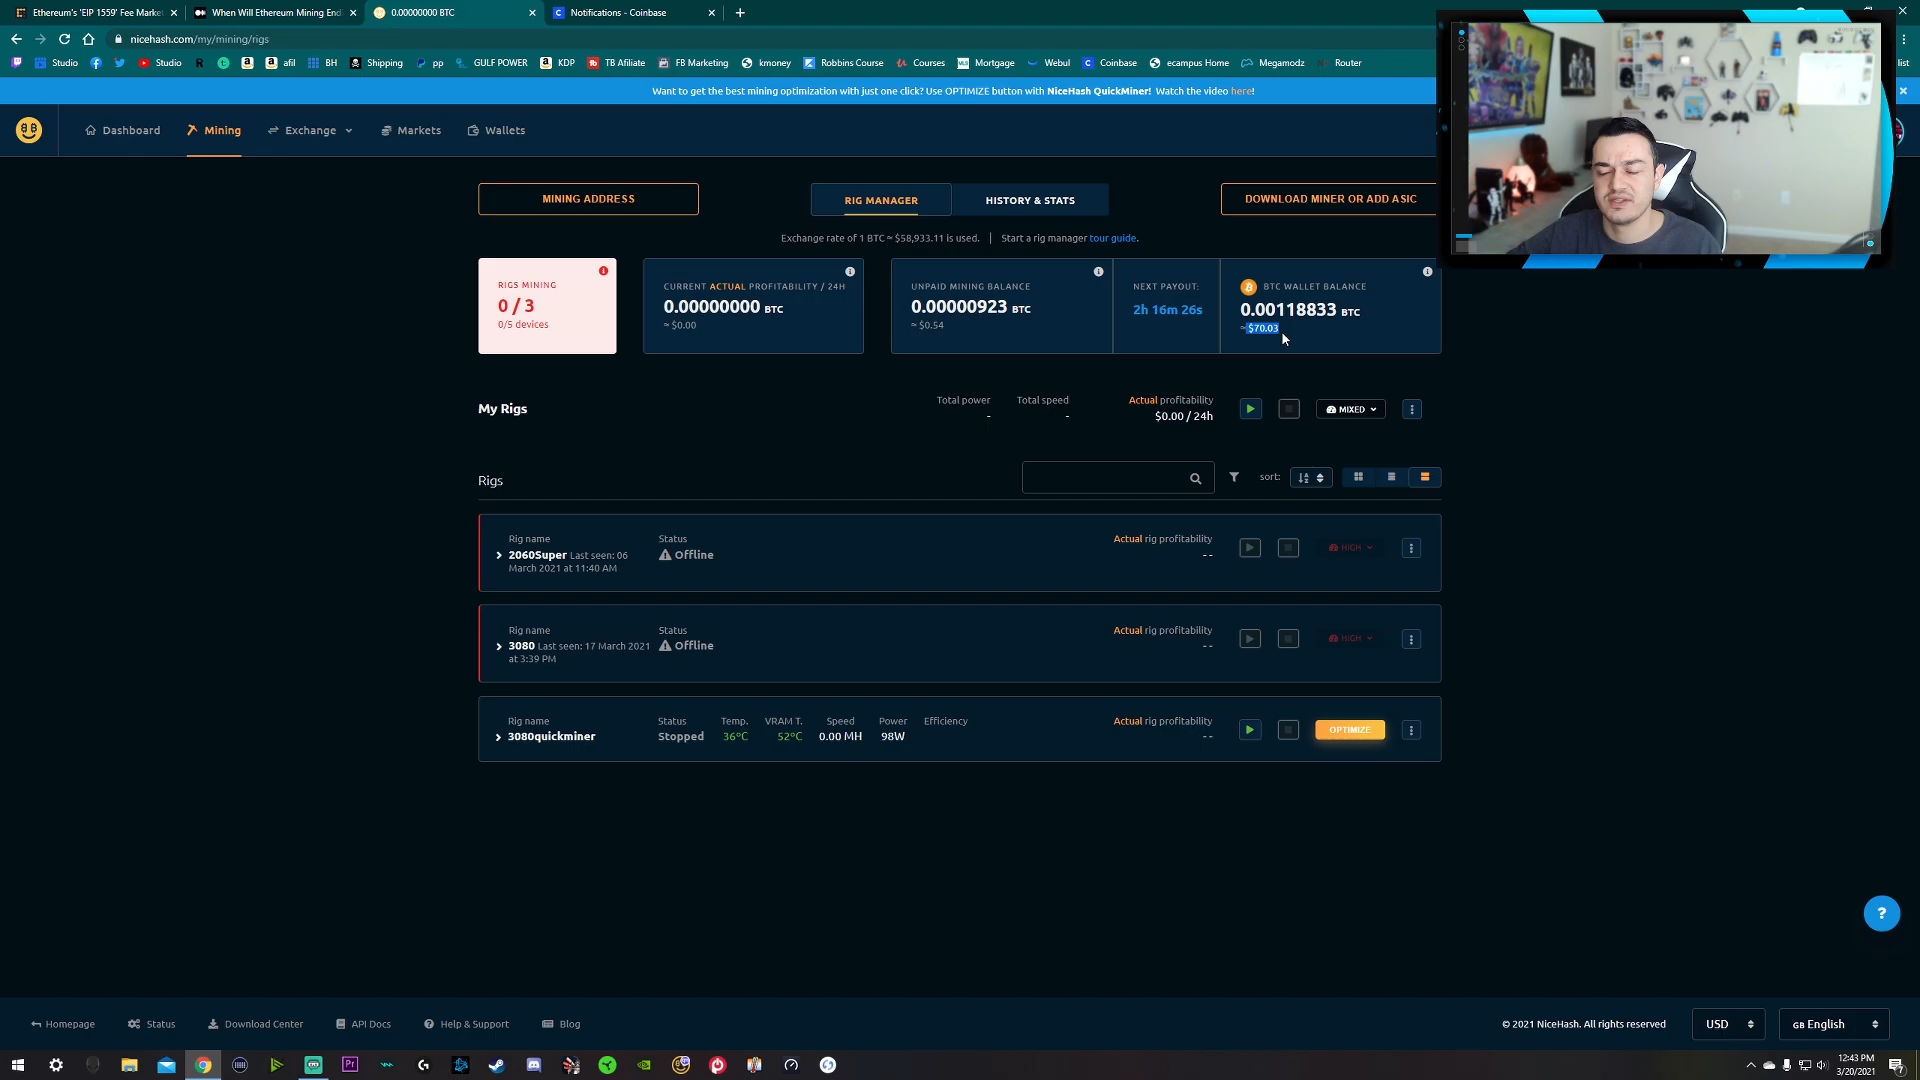 Ethereum's 'EIP 1559' Fee Market
When Will Ethereum Mining End
0.00000000 BTC
Notifications - Coinbase
nicehash.com/my/mining/rigs
Studio
Studio
afil
BH
Shipping
pp
GULF POWER
KDP
TB Afiliate
FB Marketing
kmoney
Robbins Course
Courses
Mortgage
Webul
Coinbase
ecampus Home
Megamodz
Router
list
Want to get the best mining optimization with just one click? Use OPTIMIZE button with NiceHash QuickMiner! Watch the video here!
Dashboard
Mining
Exchange
Markets
Wallets
MINING ADDRESS
RIG MANAGER
HISTORY & STATS
DOWNLOAD MINER OR ADD ASIC
Exchange rate of 1 BTC ≈ $58,933.11 is used. | Start a rig manager tour guide.
RIGS MINING
0 / 3
0/5 devices
CURRENT ACTUAL PROFITABILITY / 24H
0.00000000 BTC
≈ $0.00
UNPAID MINING BALANCE
0.00000923 BTC
≈ $0.54
NEXT PAYOUT:
2h 16m 26s
BTC WALLET BALANCE
0.00118833 BTC
≈ $70.03
My Rigs
Total power
-
Total speed
-
Actual profitability
$0.00 / 24h
MIXED
Rigs
sort:
Rig name
2060Super Last seen: 06
March 2021 at 11:40 AM
Status
Offline
Actual rig profitability
- -
HIGH
Rig name
3080 Last seen: 17 March 2021
at 3:39 PM
Status
Offline
Actual rig profitability
- -
HIGH
Rig name
3080quickminer
Status
Stopped
Temp.
36°C
VRAM T.
52°C
Speed
0.00 MH
Power
98W
Efficiency
Actual rig profitability
- -
OPTIMIZE
?
Homepage
Status
Download Center
API Docs
Help & Support
Blog
© 2021 NiceHash. All rights reserved
USD
GB English
12:43 PM
3/20/2021